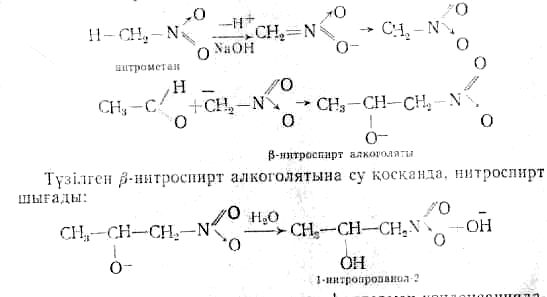 H—CH₂—N O O —H⁺ NaOH CH₂=N O O— → CH₂—N O O
нитрометан
CH₃—C H O + CH₂—N O O → CH₃—CH—CH₂—N O O
O—
β-нитроспирт алкоголяты
Түзілген β-нитроспирт алкоголятына су қосқанда, нитроспирт
шығады:
CH₃—CH—CH₂—N O O H₂O → CH₃—CH—CH₂N O O —OH
O— OH
1-нитропропанол-2